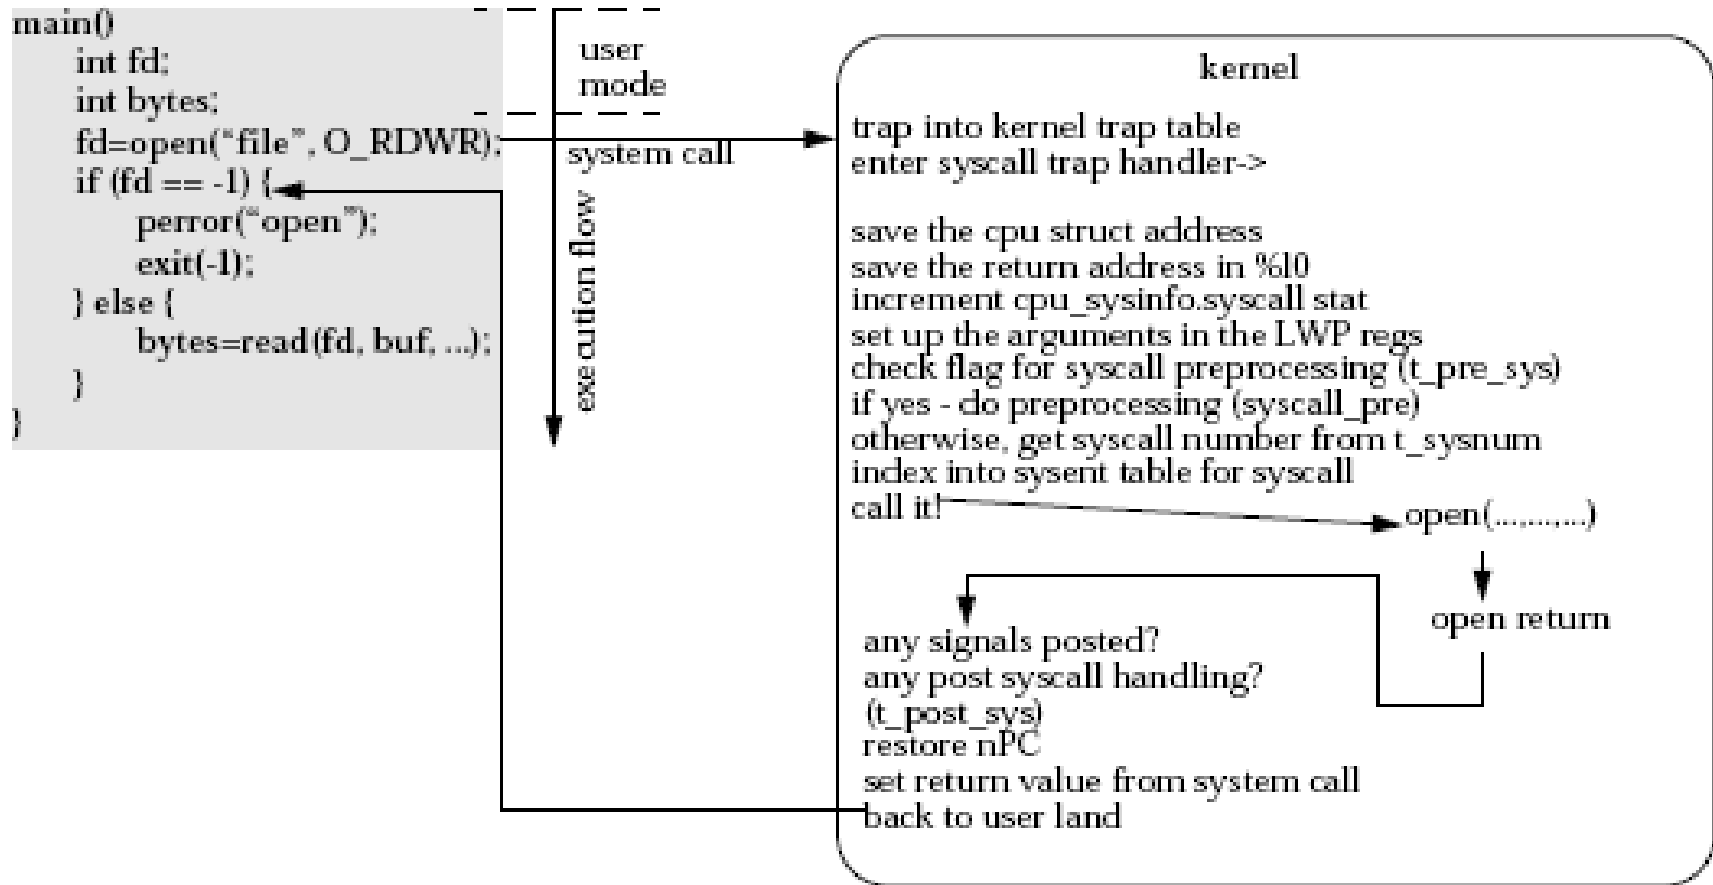 main()
int fd;
int bytes;
fd=open(“file”, O_RDWR);
if (fd == -1) {
perror(“open”);
exit(-1);
} else {
bytes=read(fd, buf, ...);
}
}
user
mode
system call
execution flow
kernel
trap into kernel trap table
enter syscall trap handler->
save the cpu struct address
save the return address in %l0
increment cpu_sysinfo.syscall stat
set up the arguments in the LWP regs
check flag for syscall preprocessing (t_pre_sys)
if yes - do preprocessing (syscall_pre)
otherwise, get syscall number from t_sysnum
index into sysent table for syscall
call it!
open(...,...,...)
open return
any signals posted?
any post syscall handling?
(t_post_sys)
restore nPC
set return value from system call
back to user land